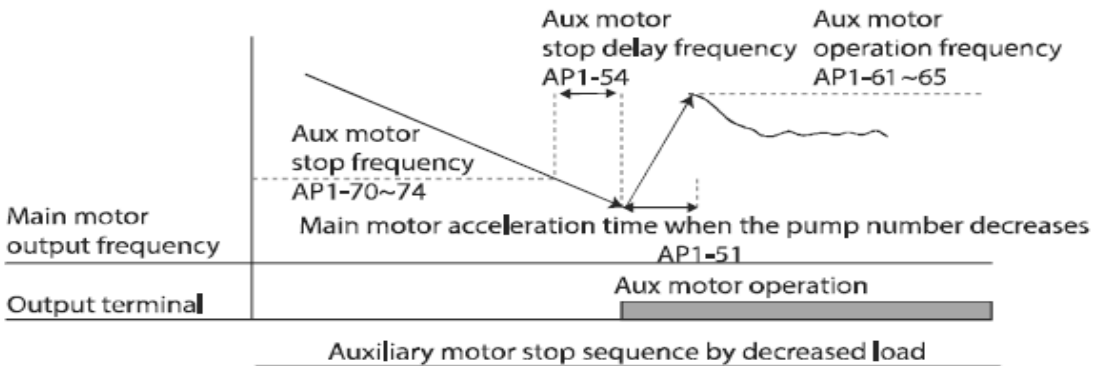 Aux motor
stop delay frequency
AP1-54
Aux motor
operation frequency
AP1-61~65
Aux motor
stop frequency
AP1-70~74
Main motor
output frequency
Main motor acceleration time when the pump number decreases
AP1-51
Output terminal
Aux motor operation
Auxiliary motor stop sequence by decreased load